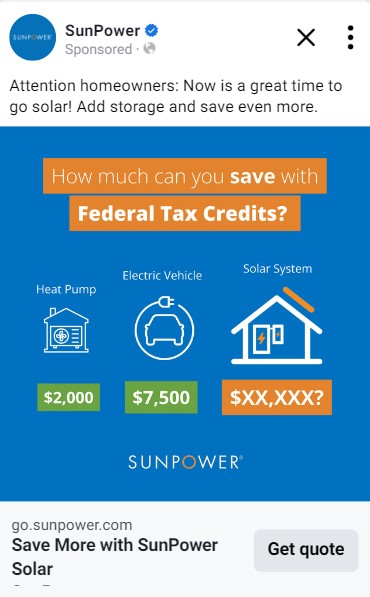 SUNPOWER
SunPower
Sponsored ·
Attention homeowners: Now is a great time to
go solar! Add storage and save even more.
How much can you save with
Federal Tax Credits?
Heat Pump
Electric Vehicle
Solar System
$2,000
$7,500
$XX,XXX?
SUNPOWER®
go.sunpower.com
Save More with SunPower
Solar
Get quote